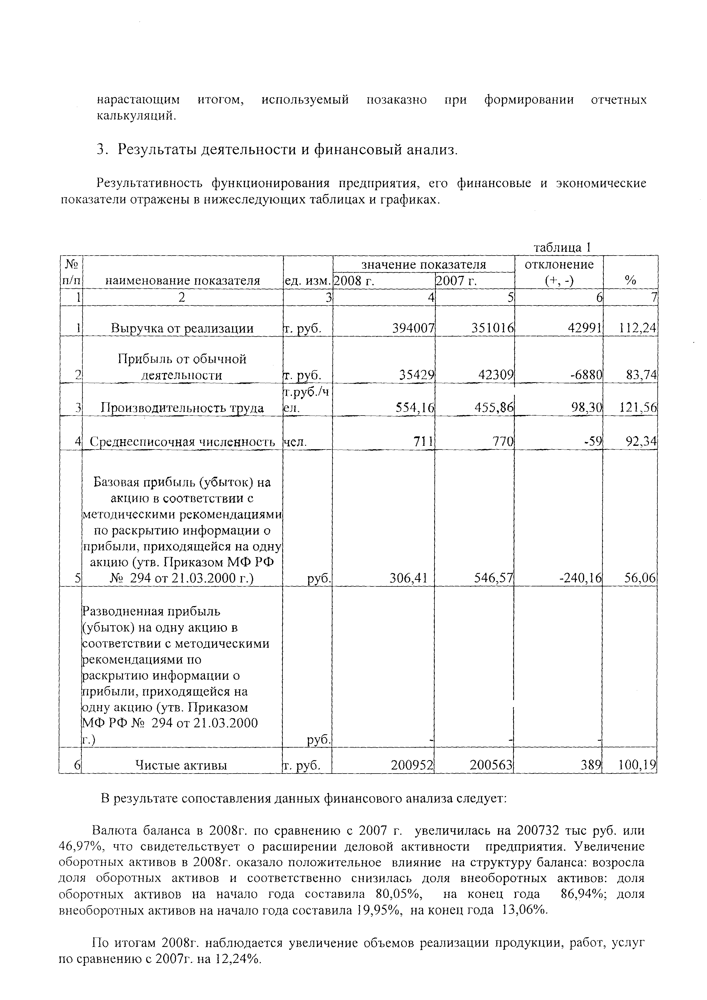 нарастающим итогом, используемый позаказно при формировании отчетных
калькуляций.
3. Результаты деятельности и финансовый анализ.
Результативность функционирования предприятия, его финансовые и экономические
показатели отражены в нижеследующих таблицах и графиках.
таблица 1
№ значение показателя отклонение
п/п наименование показателя ед. изм. 2008 г. 2007 г. (+, -) %
1 2 3 4 5 6 7
1 Выручка от реализации т. руб. 394007 351016 42991 112,24
Прибыль от обычной
2 деятельности т. руб. 35429 42309 -6880 83,74
т.руб./ч
3 Производительность труда ел. 554,16 455,86 98,30 121,56
4 Среднесписочная численность чел. 711 770 -59 92,34
Базовая прибыль (убыток) на
акцию в соответствии с
методическими рекомендациями
по раскрытию информации о
прибыли, приходящейся на одну
акцию (утв. Приказом МФ РФ
5 № 294 от 21.03.2000 г.) руб. 306,41 546,57 -240,16 56,06
Разводненная прибыль
(убыток) на одну акцию в
соответствии с методическими
рекомендациями по
раскрытию информации о
прибыли, приходящейся на
одну акцию (утв. Приказом
МФ РФ № 294 от 21.03.2000
г.) руб. - - -
6 Чистые активы т. руб. 200952 200563 389 100,19
В результате сопоставления данных финансового анализа следует:
Валюта баланса в 2008г. по сравнению с 2007 г. увеличилась на 200732 тыс руб. или
46,97%, что свидетельствует о расширении деловой активности предприятия. Увеличение
оборотных активов в 2008г. оказало положительное влияние на структуру баланса: возросла
доля оборотных активов и соответственно снизилась доля внеоборотных активов: доля
оборотных активов на начало года составила 80,05%, на конец года 86,94%; доля
внеоборотных активов на начало года составила 19,95%, на конец года 13,06%.
По итогам 2008г. наблюдается увеличение объемов реализации продукции, работ, услуг
по сравнению с 2007г. на 12,24%.